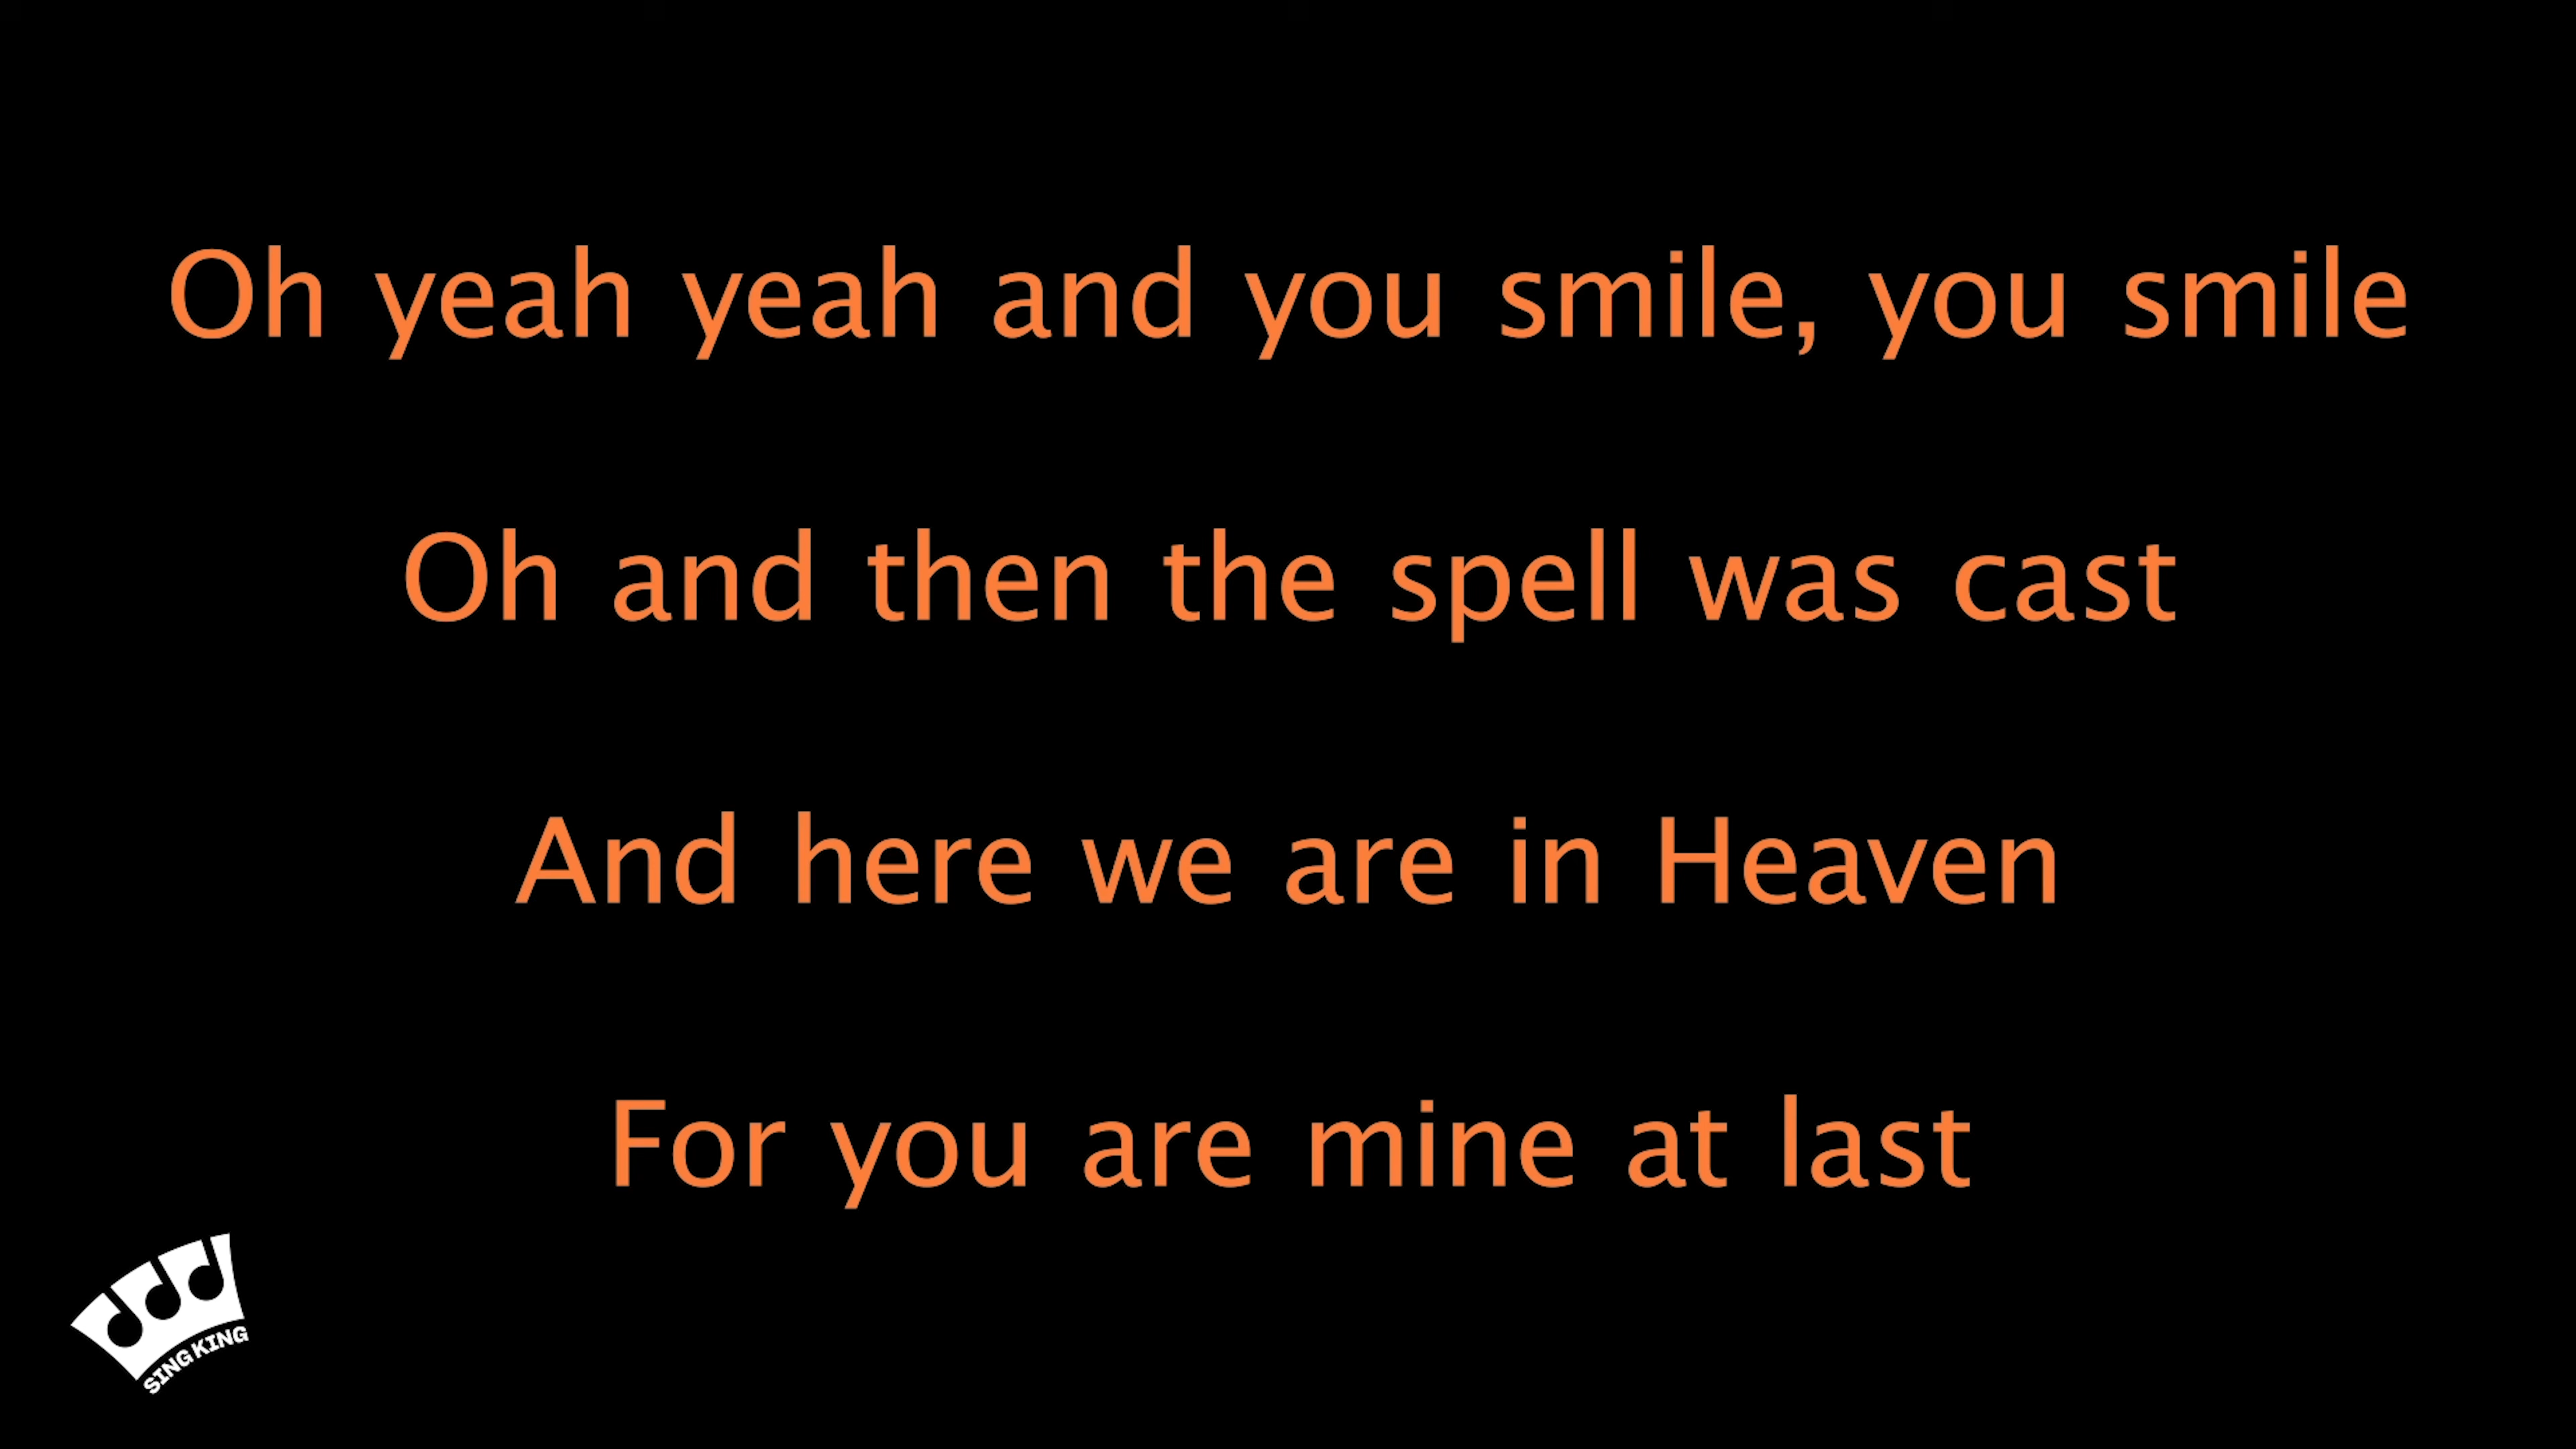 Oh yeah yeah and you smile, you smile
Oh and then the spell was cast
And here we are in Heaven
For you are mine at last
SING KING